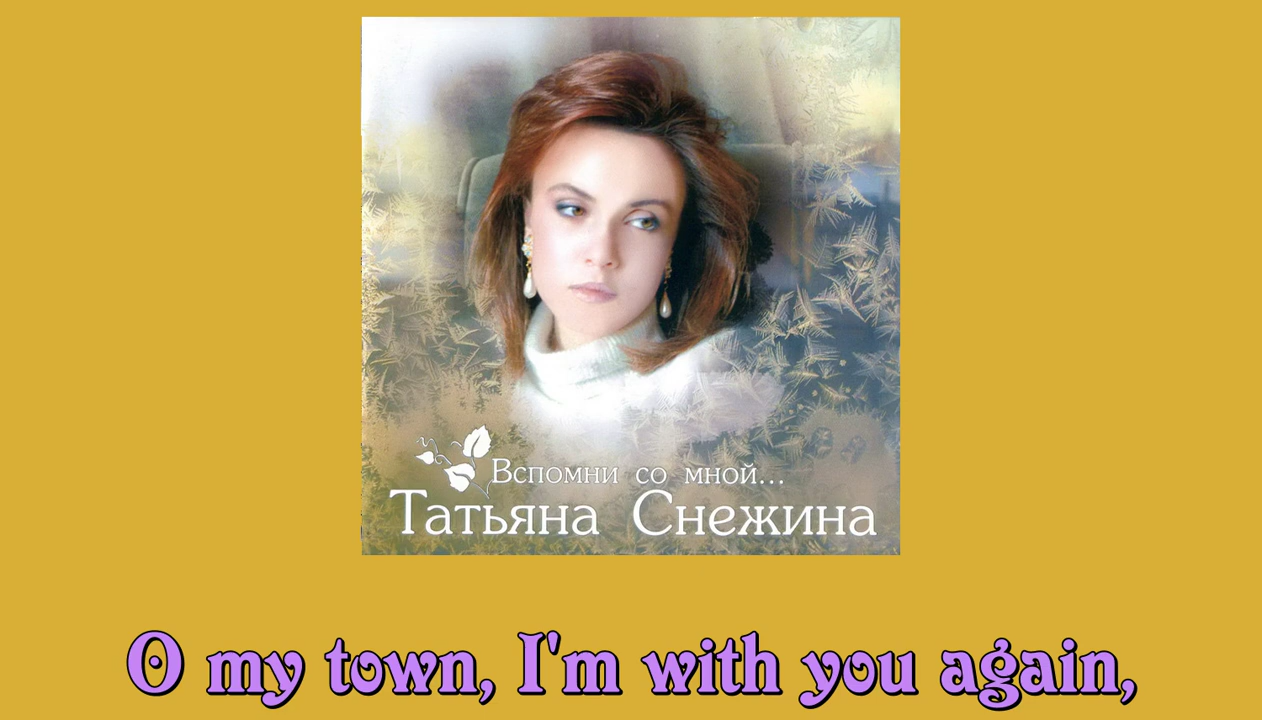 Вспомни со мной...
Татьяна Снежина
O my town, I'm with you again,